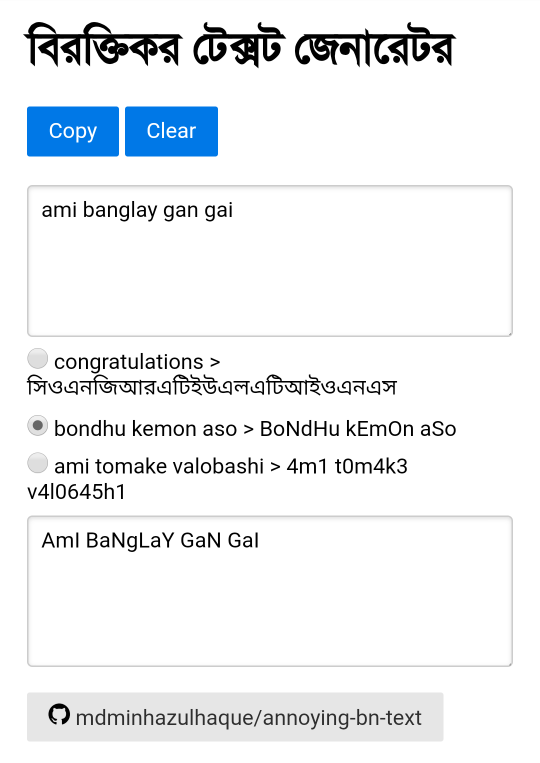 বিরক্তিকর টেক্সট জেনারেটর
Copy Clear
ami banglay gan gai
congratulations >
সিওএনজিআরএটিইউএলএটিআইওএনএস
bondhu kemon aso > BoNdHu kEmOn aSo
ami tomake valobashi > 4m1 t0m4k3
v4l0645h1
AmI BaNgLaY GaN GaI
mdminhazulhaque/annoying-bn-text